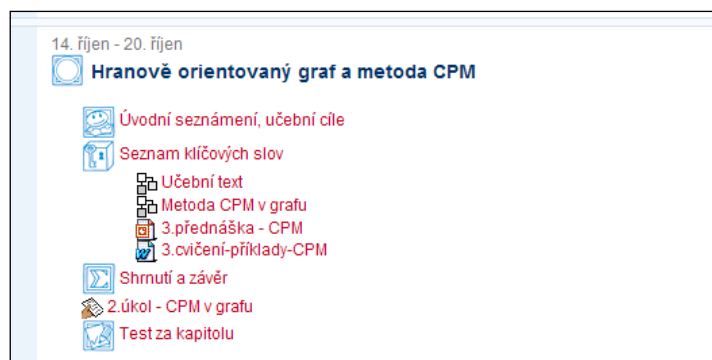 14. říjen - 20. říjen
Hranově orientovaný graf a metoda CPM
Úvodní seznámení, učební cíle
Seznam klíčových slov
Učební text
Metoda CPM v grafu
3.přednáška - CPM
3.cvičení-příklady-CPM
Shrnutí a závěr
2.úkol - CPM v grafu
Test za kapitolu